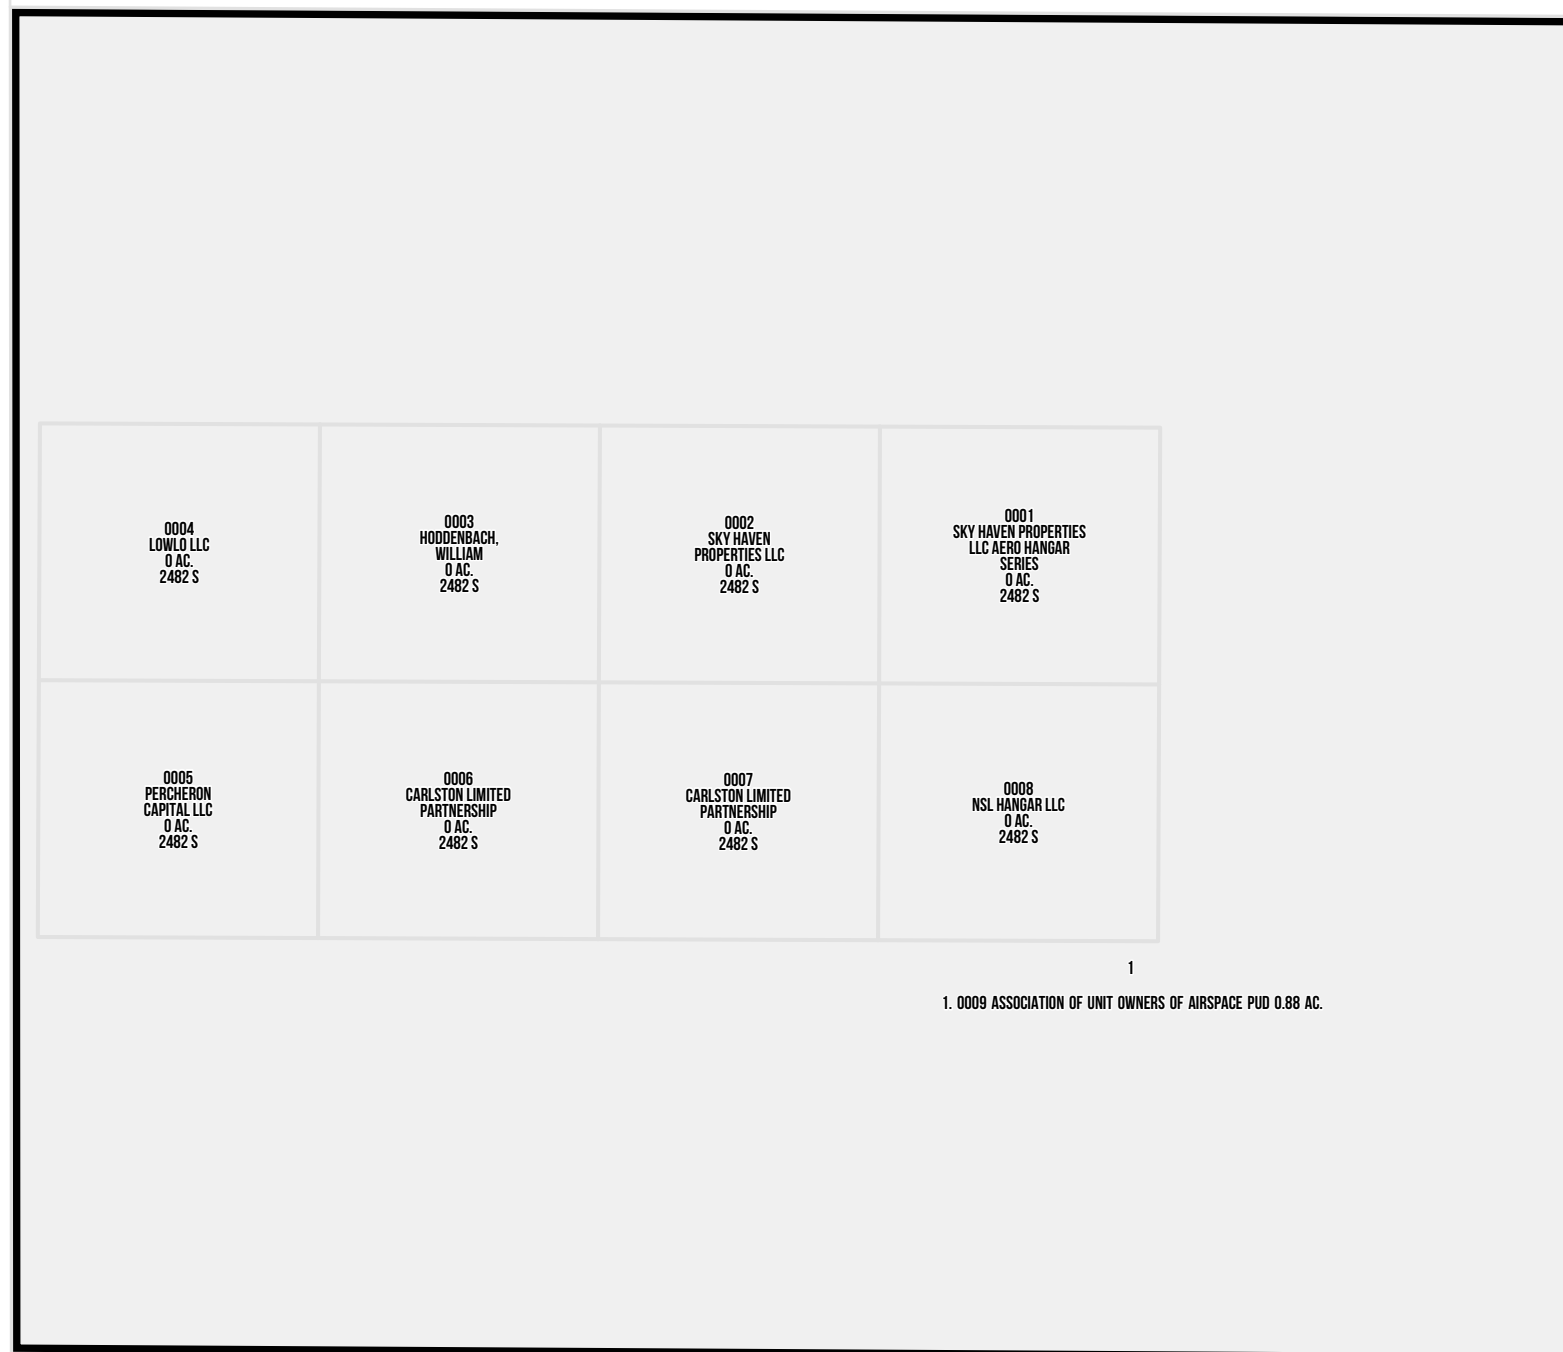 0004
LOWLO LLC
0 AC.
2482 S
0003
HODDENBACH,
WILLIAM
0 AC.
2482 S
0002
SKY HAVEN
PROPERTIES LLC
0 AC.
2482 S
0001
SKY HAVEN PROPERTIES
LLC AERO HANGAR
SERIES
0 AC.
2482 S
0005
PERCHERON
CAPITAL LLC
0 AC.
2482 S
0006
CARLSTON LIMITED
PARTNERSHIP
0 AC.
2482 S
0007
CARLSTON LIMITED
PARTNERSHIP
0 AC.
2482 S
0008
NSL HANGAR LLC
0 AC.
2482 S
1
1. 0009 ASSOCIATION OF UNIT OWNERS OF AIRSPACE PUD 0.88 AC.